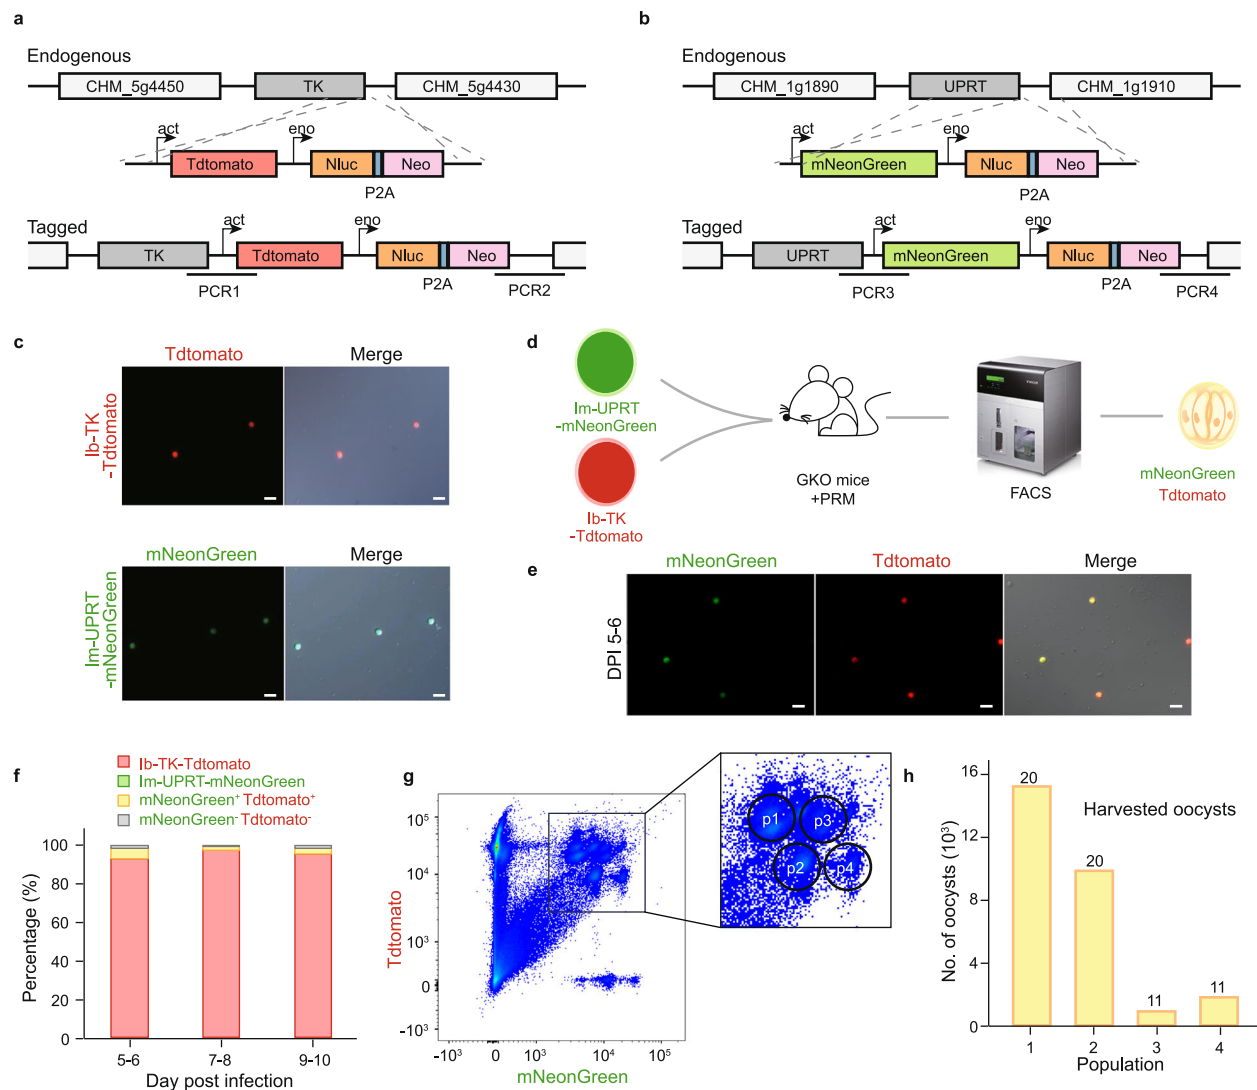 a
Endogenous
CHM_5g4450
TK
CHM_5g4430
act
eno
Tdtomato
Nluc
Neo
P2A
Tagged
act
eno
TK
Tdtomato
Nluc
Neo
PCR1
P2A
PCR2
b
Endogenous
CHM_1g1890
UPRT
CHM_1g1910
act
eno
mNeonGreen
Nluc
Neo
P2A
Tagged
act
eno
UPRT
mNeonGreen
Nluc
Neo
PCR3
P2A
PCR4
c
Tdtomato
Merge
Ib-TK
-Tdtomato
mNeonGreen
Merge
Im-UPRT
-mNeonGreen
d
Im-UPRT
-mNeonGreen
Ib-TK
-Tdtomato
GKO mice
+PRM
FACS
mNeonGreen
Tdtomato
e
mNeonGreen
Tdtomato
Merge
DPI 5-6
f
Ib-TK-Tdtomato
Im-UPRT-mNeonGreen
mNeonGreen⁺ Tdtomato⁺
mNeonGreen⁻ Tdtomato⁻
Percentage (%)
100
80
60
40
20
0
5-6
7-8
9-10
Day post infection
g
Tdtomato
10⁵
10⁴
10³
0
-10³
-10³
0
10³
10⁴
10⁵
mNeonGreen
p1
p3
p2
p4
h
Harvested oocysts
No. of oocysts (10³)
16
12
8
4
0
20
20
11
11
1
2
3
4
Population